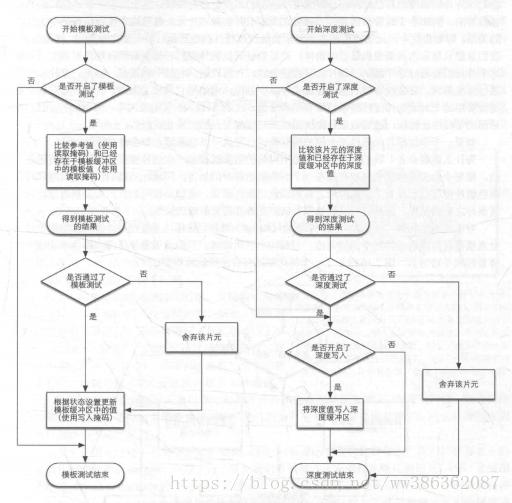 开始模板测试
是否开启了模板
测试
否
是
比较参考值（使用
读取掩码）和已经
存在于模板缓冲区
中的模板值（使用
读取掩码）
得到模板测试
的结果
是否通过了
模板测试
否
是
舍弃该片元
根据状态设置更新
模板缓冲区中的值
（使用写入掩码）
模板测试结束
开始深度测试
是否开启了深度
测试
否
是
比较该片元的深度
值和已经存在于深
度缓冲区中的深度
值
得到深度测试
的结果
是否通过了
深度测试
否
是
是否开启了
深度写入
否
是
舍弃该片元
将深度值写入深
度缓冲区
深度测试结束
https://blog.csdn.net/ww386362087